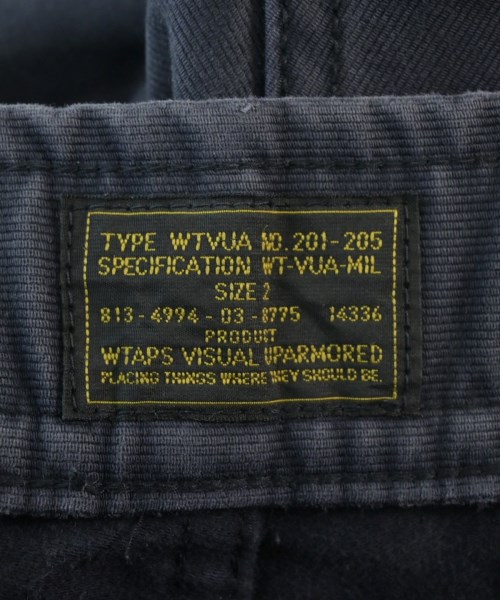 TYPE WTVUA NO. 201-205
SPECIFICATION WT-VUA-MIL
SIZE 2
813-4994-03-8775 14336
PRODUIT
WTAPS VISUAL UPARMORED
PLACING THINGS WHERE THEY SHOULD BE.